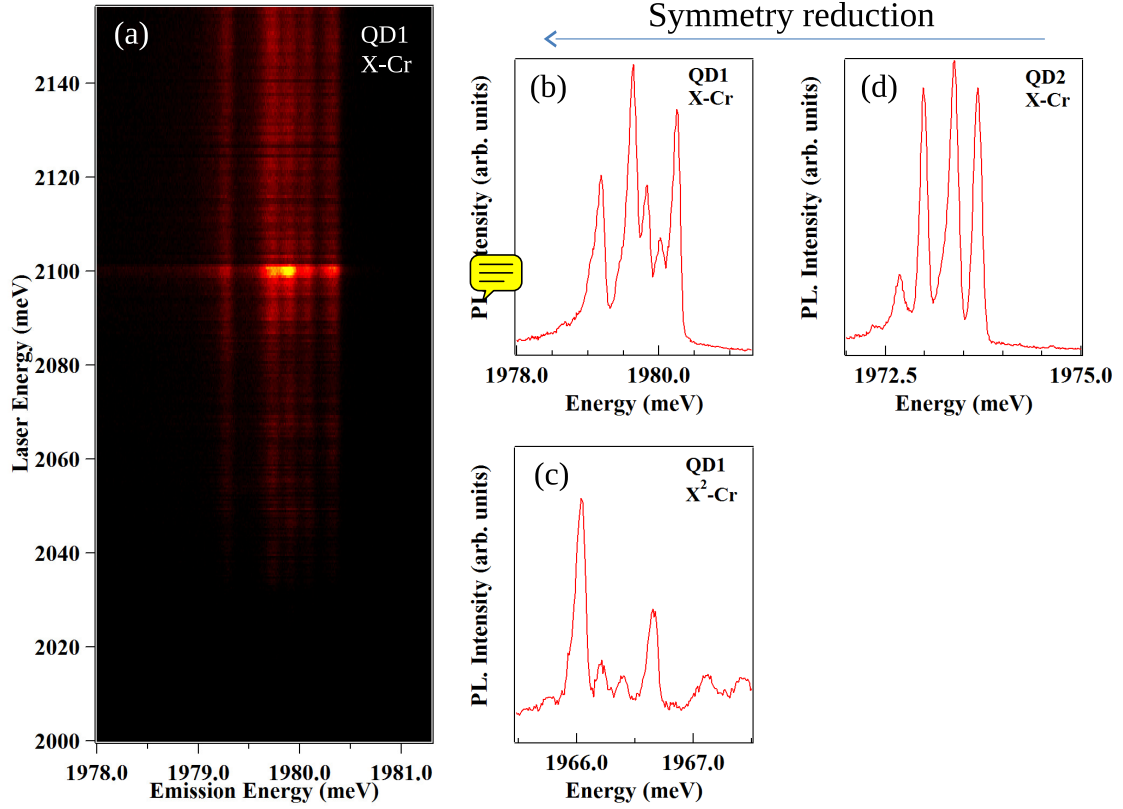 Symmetry reduction
(a)
QD1
X-Cr
2140
2120
2100
2080
2060
2040
2020
2000
Laser Energy (meV)
1978.0
1979.0
1980.0
1981.0
Emission Energy (meV)
(b)
QD1
X-Cr
PL. Intensity (arb. units)
1978.0
1980.0
Energy (meV)
(d)
QD2
X-Cr
PL. Intensity (arb. units)
1972.5
1975.0
Energy (meV)
(c)
QD1
X²-Cr
PL. Intensity (arb. units)
1966.0
1967.0
Energy (meV)